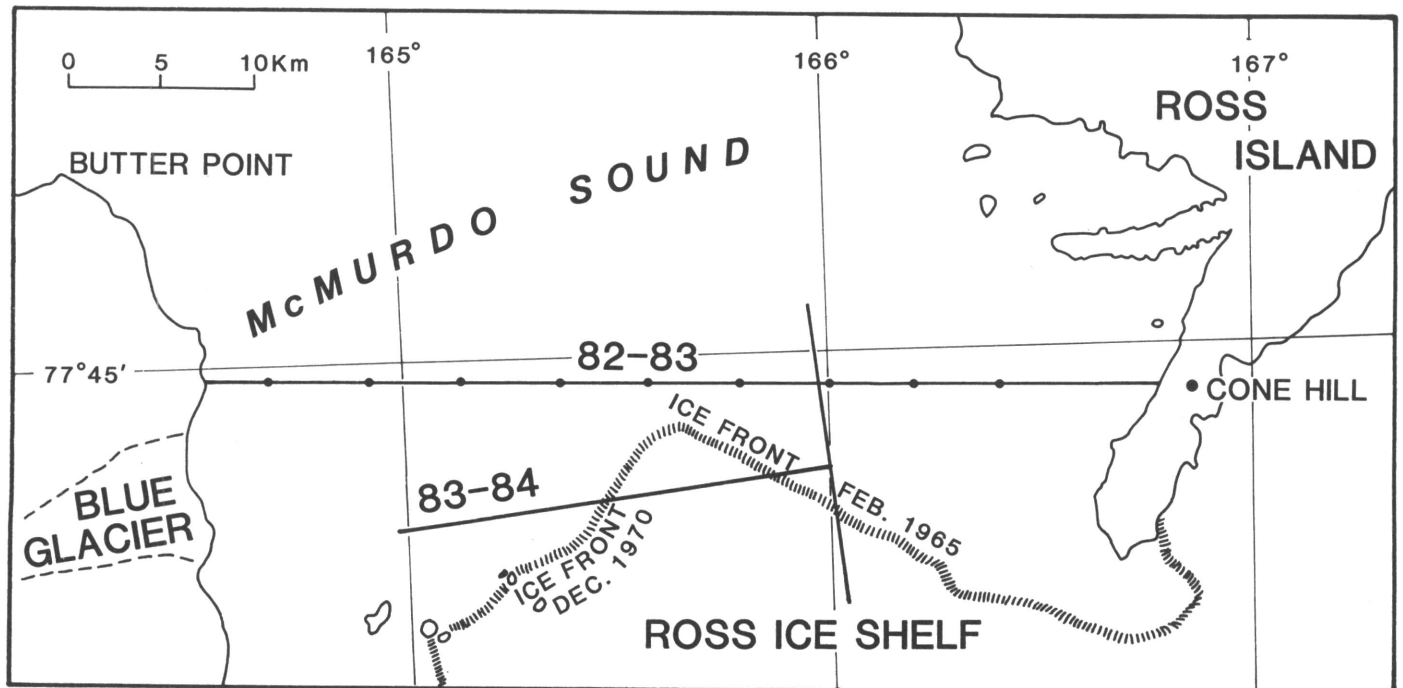 0 5 10Km
165°
166°
167°
ROSS
ISLAND
BUTTER POINT
McMURDO SOUND
82-83
77°45'
CONE HILL
ICE FRONT
FEB. 1965
83-84
ICE FRONT
DEC. 1970
BLUE
GLACIER
ROSS ICE SHELF